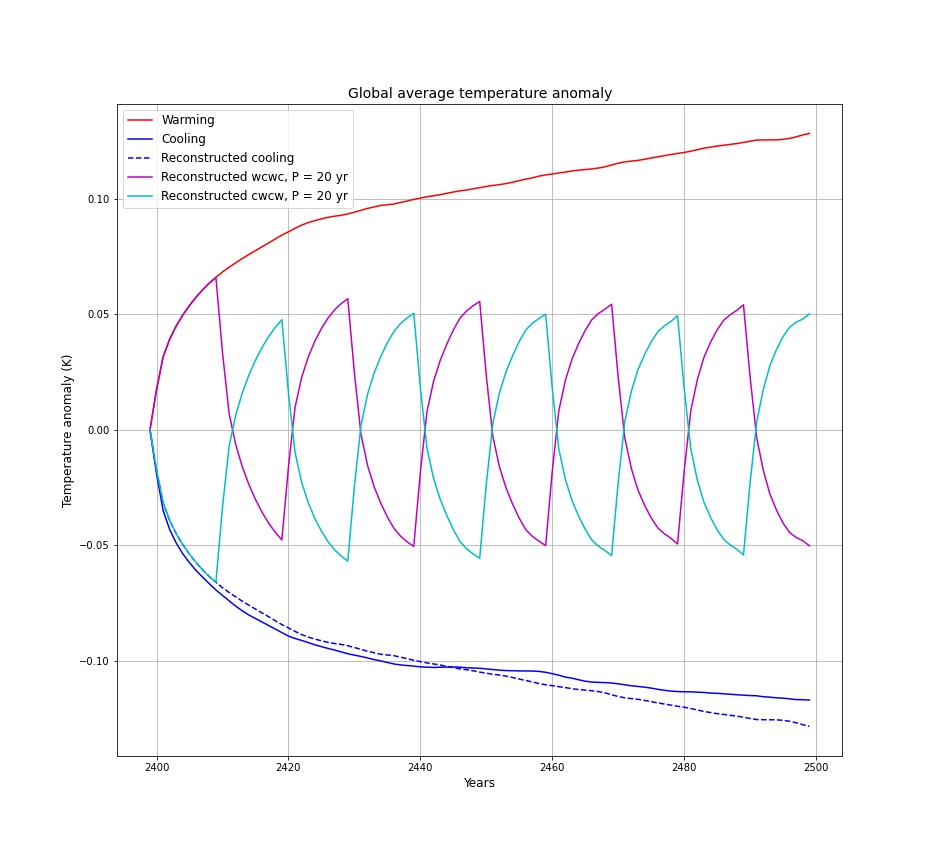 Global average temperature anomaly
Warming
Cooling
Reconstructed cooling
Reconstructed wcwc, P = 20 yr
Reconstructed cwcw, P = 20 yr
0.10
0.05
0.00
−0.05
−0.10
Temperature anomaly (K)
2400 2420 2440 2460 2480 2500
Years